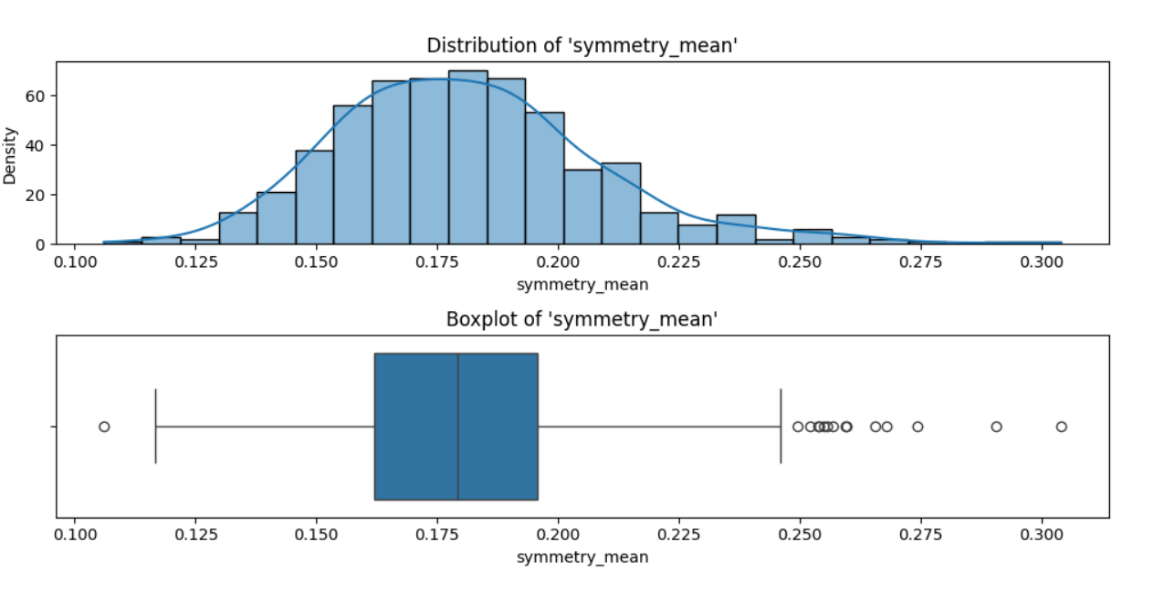 Distribution of 'symmetry_mean'
Density
60
40
20
0
0.100 0.125 0.150 0.175 0.200 0.225 0.250 0.275 0.300
symmetry_mean
Boxplot of 'symmetry_mean'
0.100 0.125 0.150 0.175 0.200 0.225 0.250 0.275 0.300
symmetry_mean